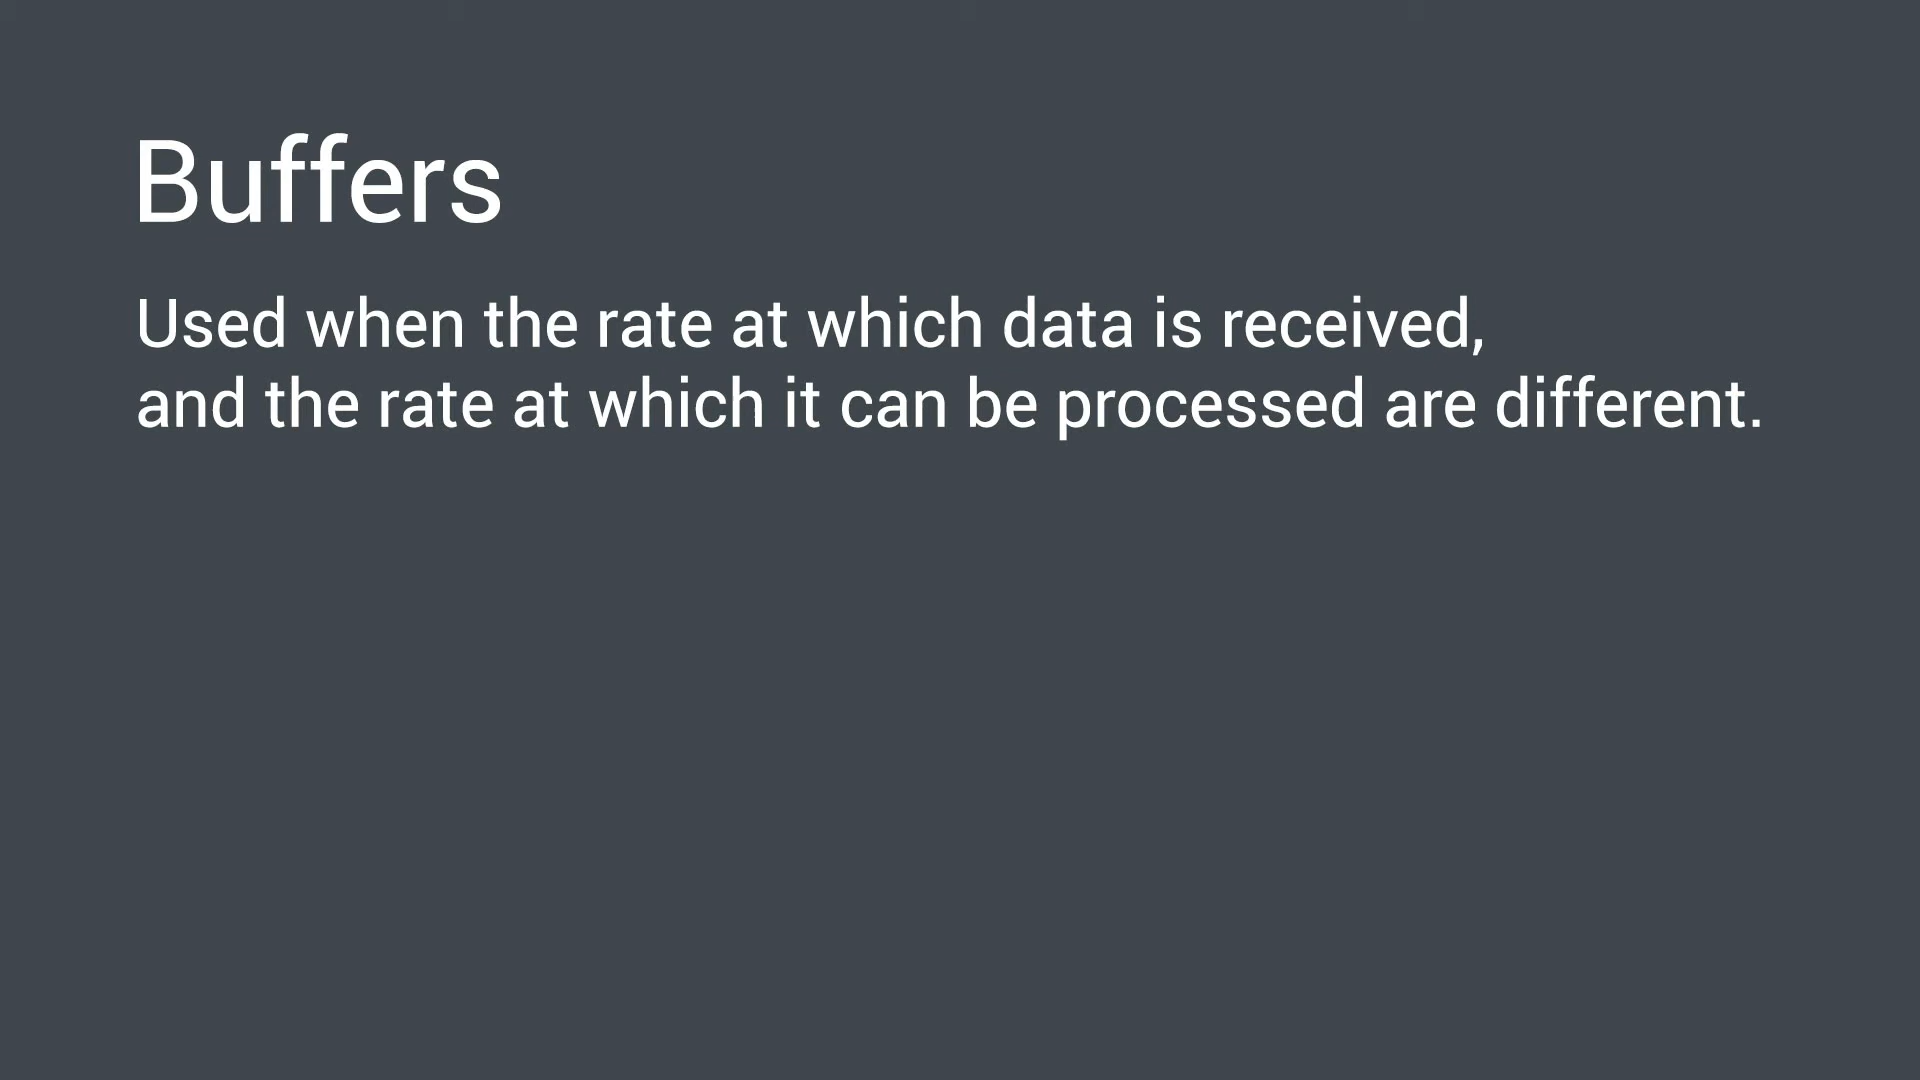 Buffers
Used when the rate at which data is received,
and the rate at which it can be processed are different.